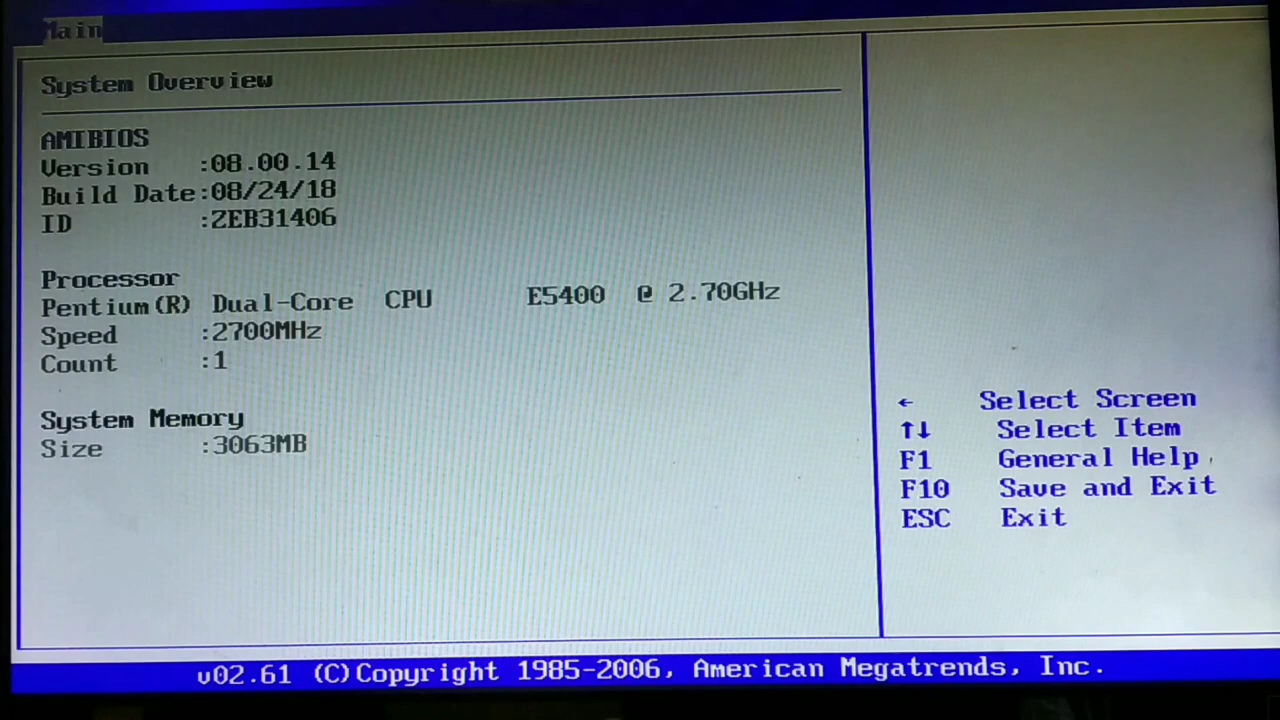 Main
System Overview
AMIBIOS
Version :08.00.14
Build Date:08/24/18
ID :ZEB31406
Processor
Pentium(R) Dual-Core CPU E5400 @ 2.70GHz
Speed :2700MHz
Count :1
System Memory
Size :3063MB
← Select Screen
↑↓ Select Item
F1 General Help
F10 Save and Exit
ESC Exit
v02.61 (C)Copyright 1985-2006, American Megatrends, Inc.